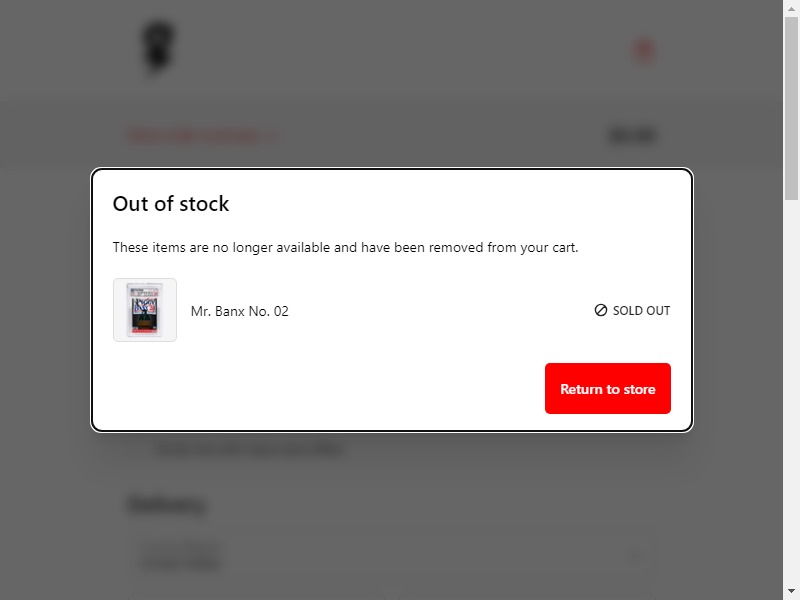 Out of stock
These items are no longer available and have been removed from your cart.
Mr. Banx No. 02
SOLD OUT
Return to store
Delivery